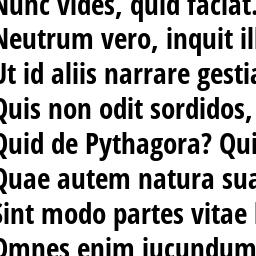 Nunc vides, quid faciat.
Neutrum vero, inquit ill
Ut id aliis narrare gestia
Quis non odit sordidos,
Quid de Pythagora? Qui
Quae autem natura sua
Sint modo partes vitae
Omnes enim iucundum